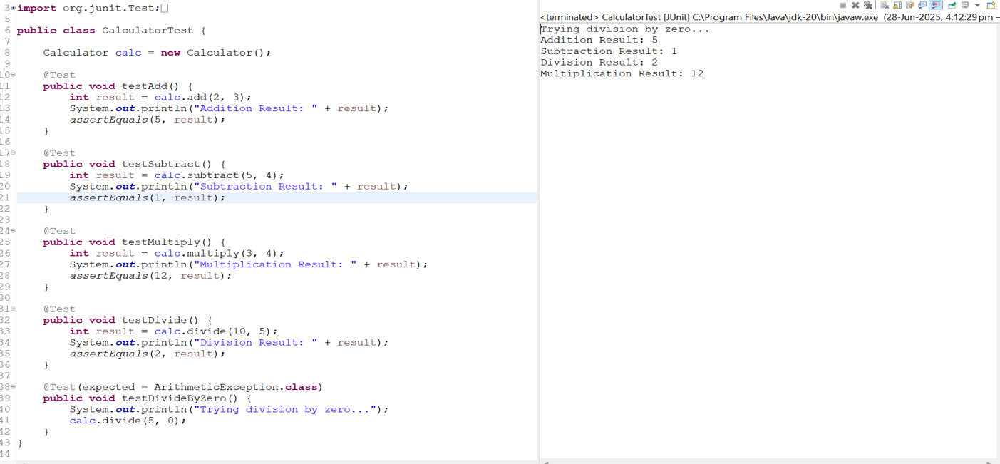 3 import org.junit.Test;
5
6 public class CalculatorTest {
7
8 Calculator calc = new Calculator();
9
10 @Test
11 public void testAdd() {
12 int result = calc.add(2, 3);
13 System.out.println("Addition Result: " + result);
14 assertEquals(5, result);
15 }
16
17 @Test
18 public void testSubtract() {
19 int result = calc.subtract(5, 4);
20 System.out.println("Subtraction Result: " + result);
21 assertEquals(1, result);
22 }
23
24 @Test
25 public void testMultiply() {
26 int result = calc.multiply(3, 4);
27 System.out.println("Multiplication Result: " + result);
28 assertEquals(12, result);
29 }
30
31 @Test
32 public void testDivide() {
33 int result = calc.divide(10, 5);
34 System.out.println("Division Result: " + result);
35 assertEquals(2, result);
36 }
37
38 @Test(expected = ArithmeticException.class)
39 public void testDivideByZero() {
40 System.out.println("Trying division by zero...");
41 calc.divide(5, 0);
42 }
43 }
44
<terminated> CalculatorTest [JUnit] C:\Program Files\Java\jdk-20\bin\javaw.exe (28-Jun-2025, 4:12:29 pm –
Trying division by zero...
Addition Result: 5
Subtraction Result: 1
Division Result: 2
Multiplication Result: 12